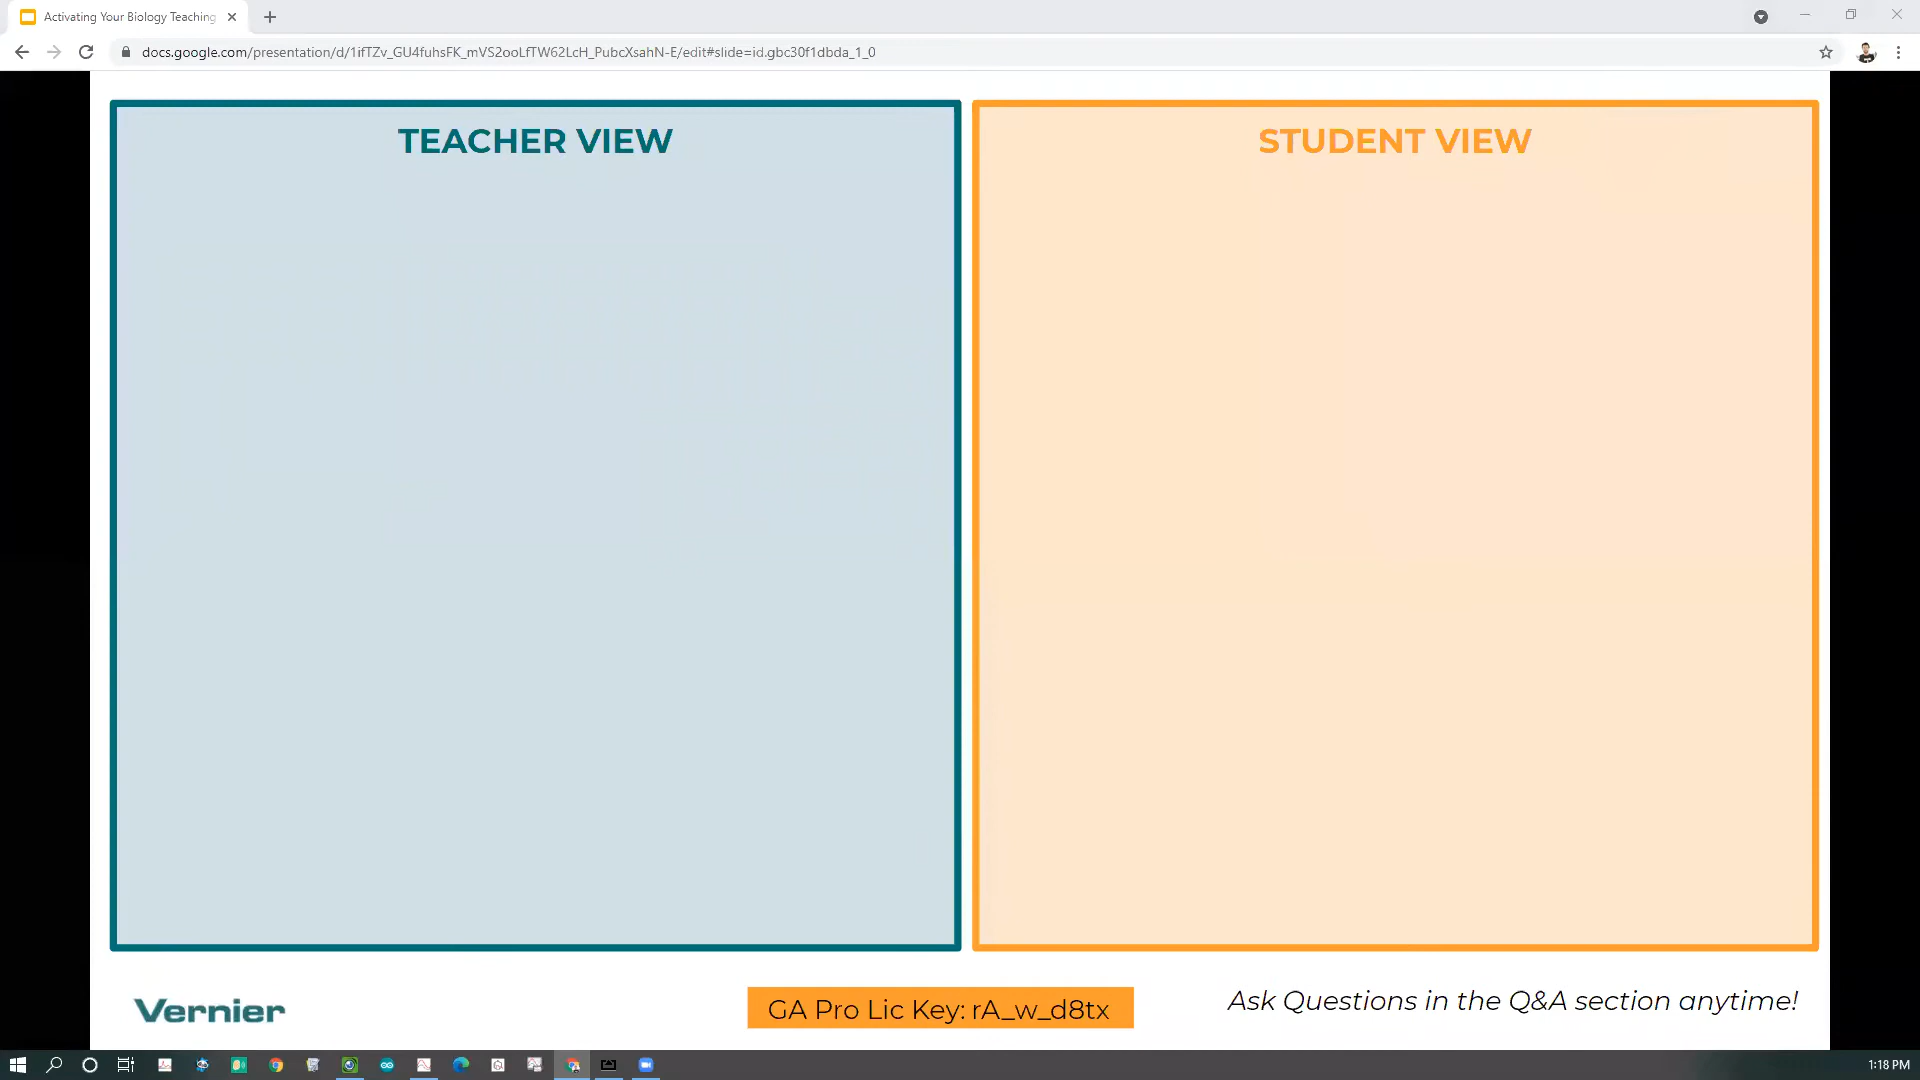 Activating Your Biology Teaching
docs.google.com/presentation/d/1ifTZv_GU4fuhsFK_mVS2ooLfTW62LcH_PubcXsahN-E/edit#slide=id.gbc30f1dbda_1_0
TEACHER VIEW
STUDENT VIEW
Vernier
GA Pro Lic Key: rA_w_d8tx
Ask Questions in the Q&A section anytime!
1:18 PM